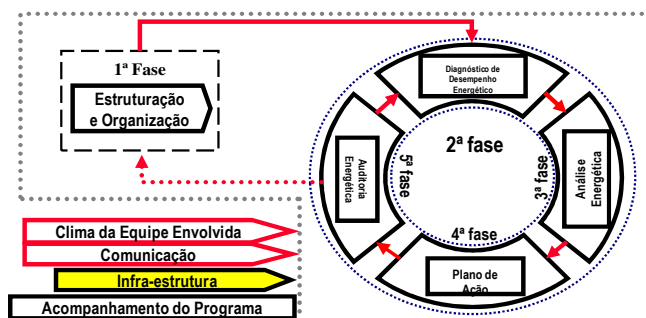 1ª Fase
Estruturação
e Organização
Diagnóstico de
Desempenho
Energético
2ª fase
Análise
Energética
3ª fase
4ª fase
Plano de
Ação
Auditoria
Energética
5ª fase
Clima da Equipe Envolvida
Comunicação
Infra-estrutura
Acompanhamento do Programa